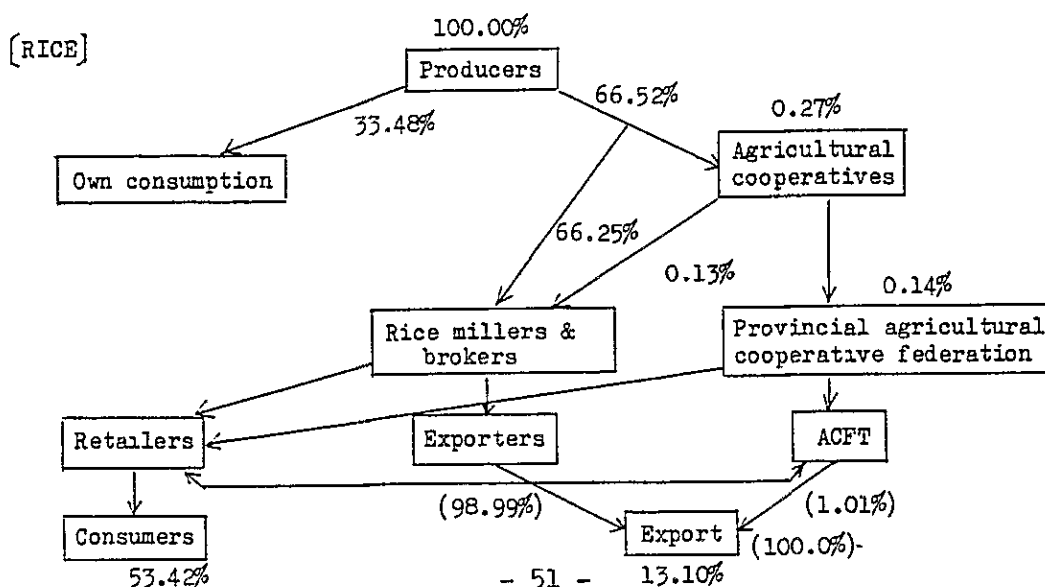 [RICE]
100.00%
Producers
66.52%
33.48%
0.27%
Own consumption
Agricultural
cooperatives
66.25%
0.13%
0.14%
Rice millers &
brokers
Provincial agricultural
cooperative federation
Retailers
Exporters
ACFT
(98.99%)
(1.01%)
Consumers
Export
(100.0%)-
53.42%
- 51 -
13.10%